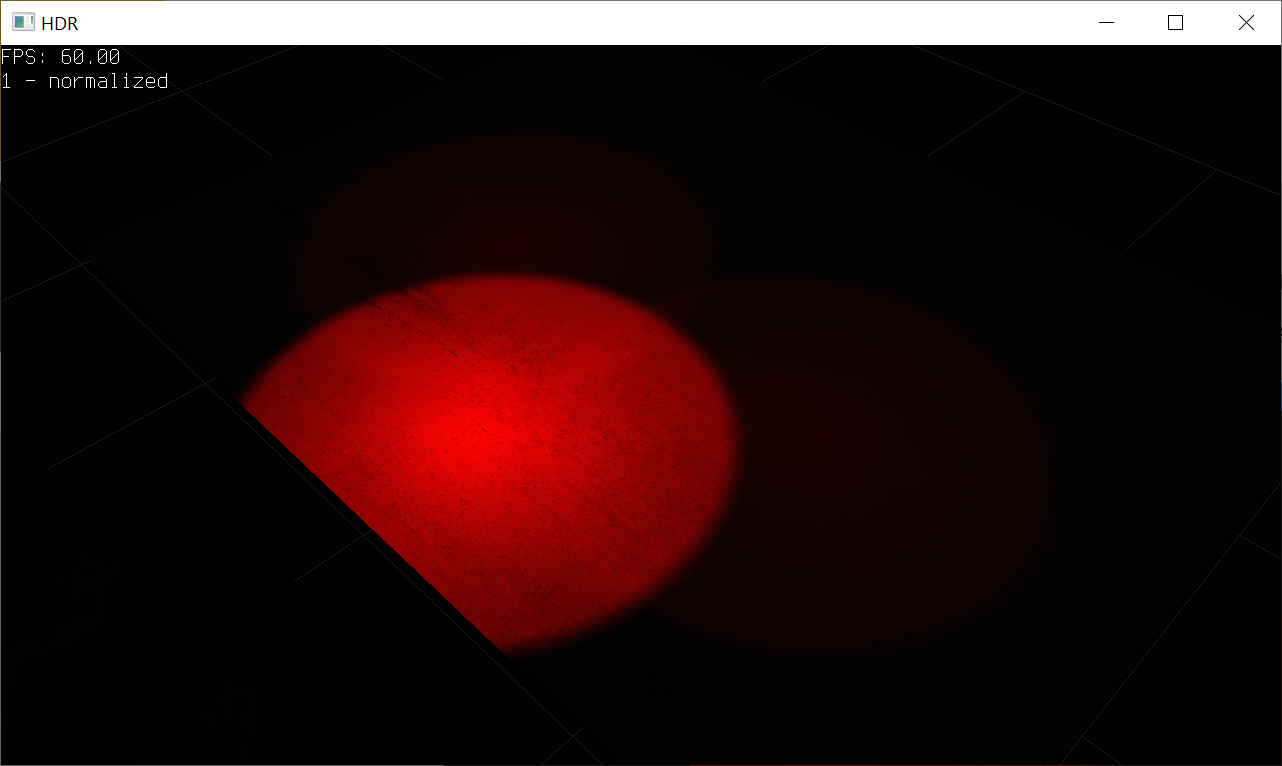 HDR
FPS: 60.00
1 - normalized